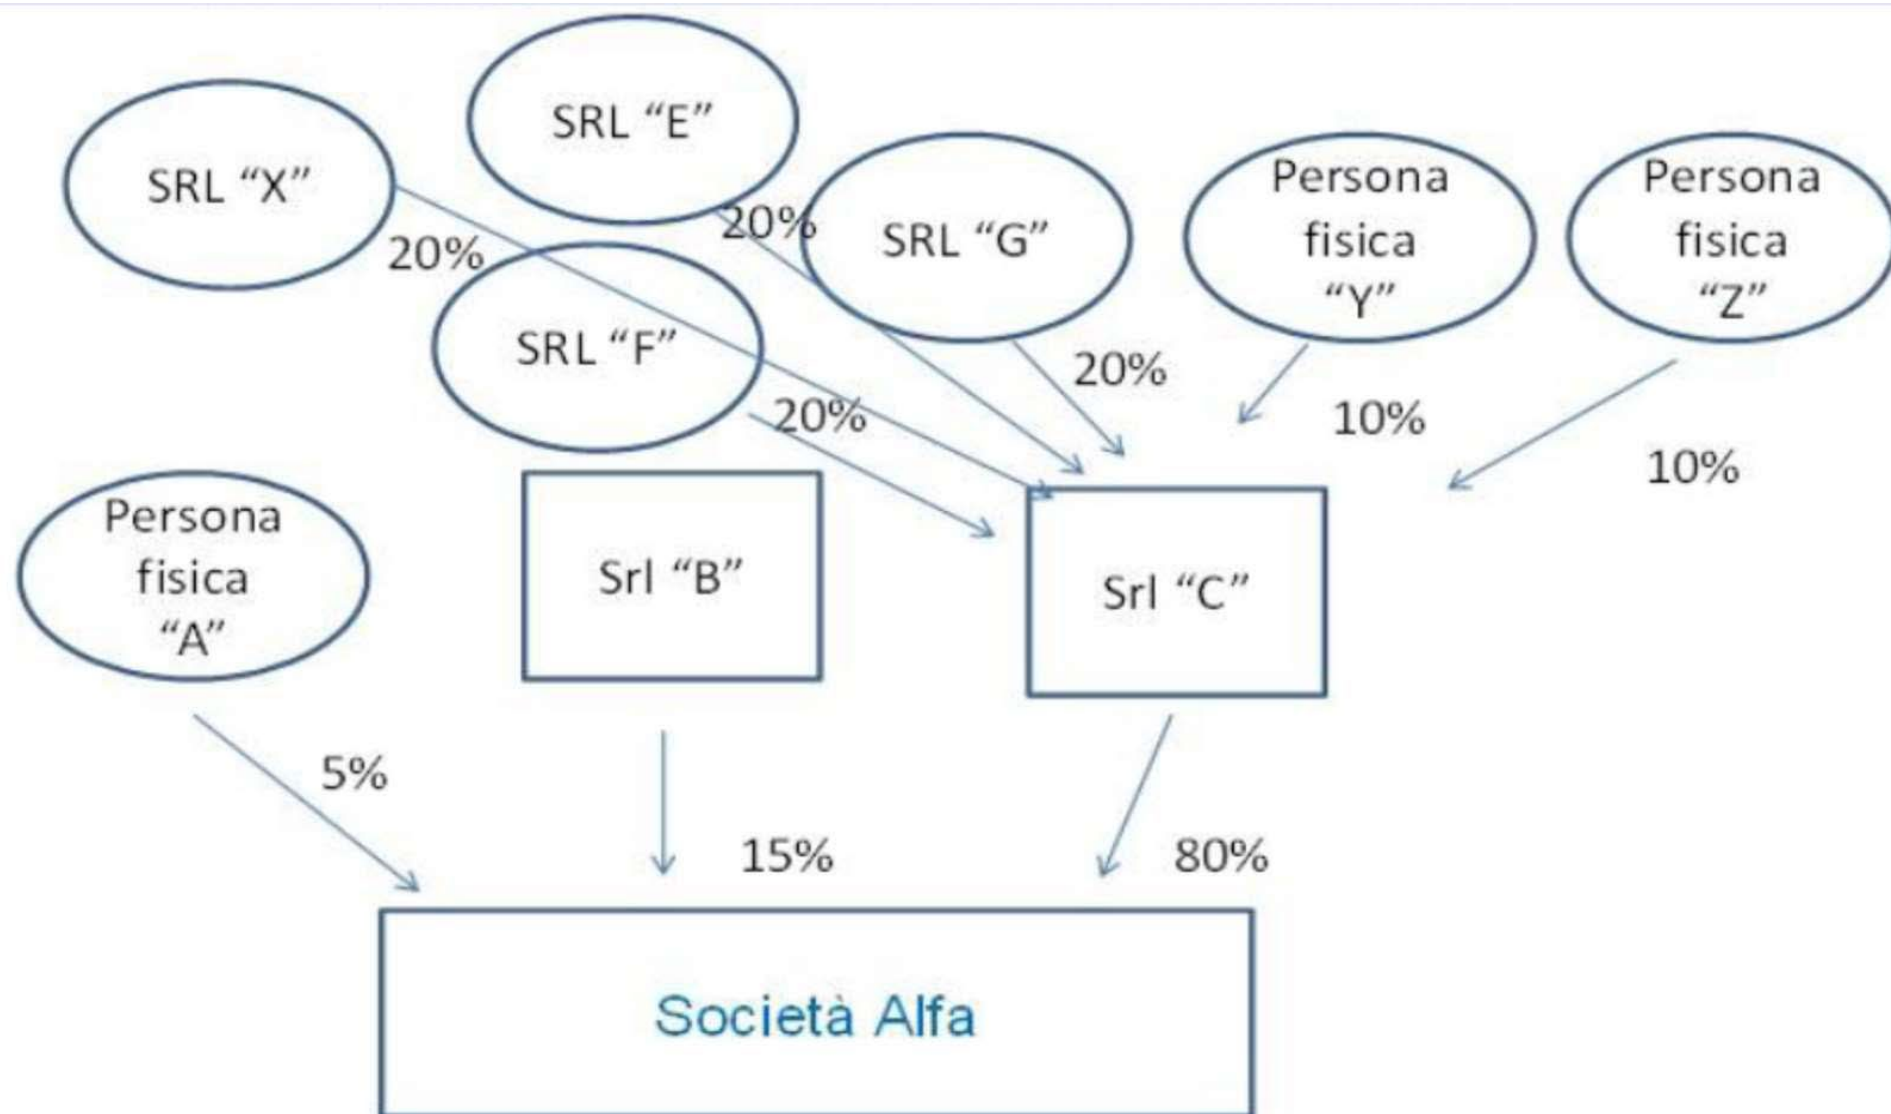 SRL “E”
SRL “X”
20%
SRL “G”
Persona
fisica
“Y”
Persona
fisica
“Z”
20%
SRL “F”
20%
20%
10%
10%
Persona
fisica
“A”
Srl “B”
Srl “C”
5%
15%
80%
Società Alfa